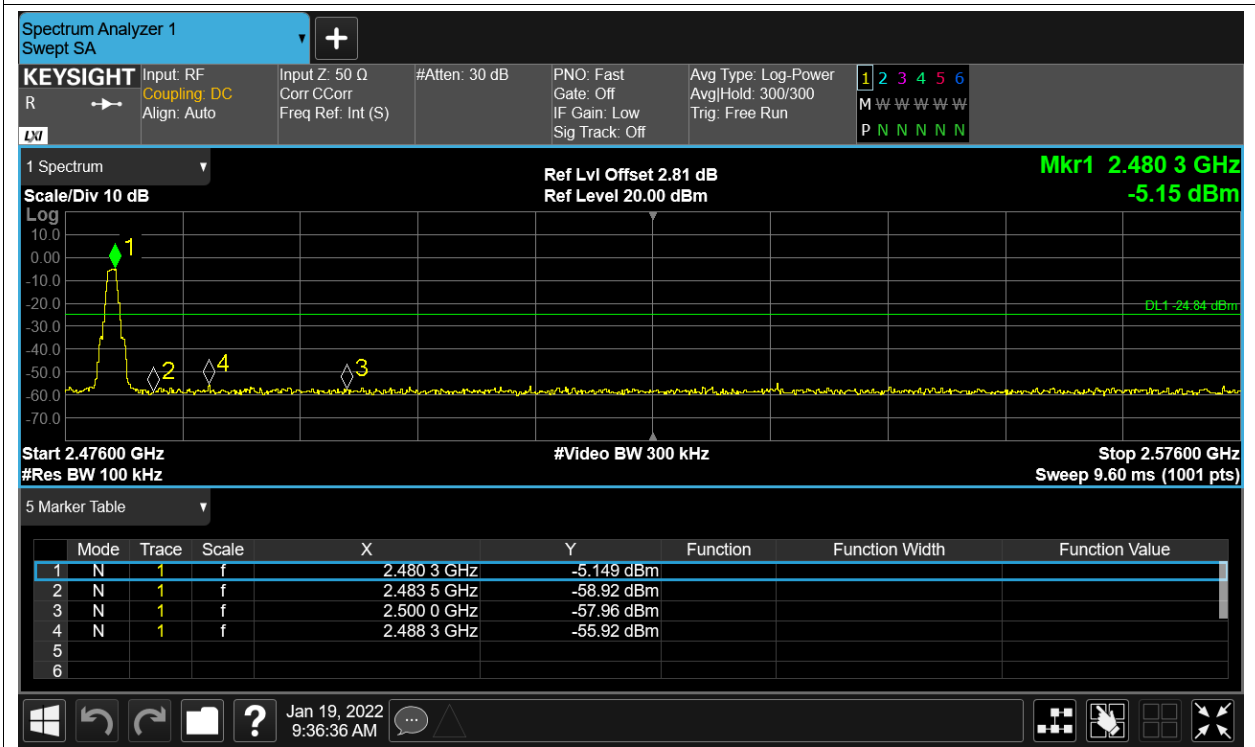 Spectrum Analyzer 1
Swept SA
+
KEYSIGHT Input: RF Input Z: 50 Ω #Atten: 30 dB PNO: Fast Avg Type: Log-Power 1 2 3 4 5 6
R Coupling: DC Corr CCorr Gate: Off Avg|Hold: 300/300 M W W W W W
Align: Auto Freq Ref: Int (S) IF Gain: Low Trig: Free Run
LXI Sig Track: Off P N N N N N
1 Spectrum Ref Lvl Offset 2.81 dB Mkr1 2.480 3 GHz
Scale/Div 10 dB Ref Level 20.00 dBm -5.15 dBm
Log
10.0
1
0.00
-10.0
-20.0
DL1 -24.84 dBm
-30.0
-40.0
-50.0
2 4 3
-60.0
-70.0
Start 2.47600 GHz #Video BW 300 kHz Stop 2.57600 GHz
#Res BW 100 kHz Sweep 9.60 ms (1001 pts)
5 Marker Table
Mode Trace Scale X Y Function Function Width Function Value
1 N 1 f 2.480 3 GHz -5.149 dBm
2 N 1 f 2.483 5 GHz -58.92 dBm
3 N 1 f 2.500 0 GHz -57.96 dBm
4 N 1 f 2.488 3 GHz -55.92 dBm
5
6
? Jan 19, 2022
9:36:36 AM